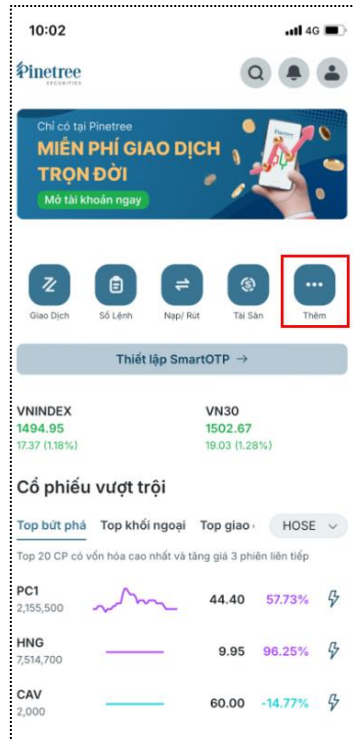 10:02
4G
Pinetree
SECURITIES
Chỉ có tại Pinetree
MIỄN PHÍ GIAO DỊCH
TRỌN ĐỜI
Mở tài khoản ngay
Giao Dịch
Sổ Lệnh
Nạp/ Rút
Tài Sản
Thêm
Thiết lập SmartOTP →
VNINDEX
VN30
1494.95
1502.67
17.37 (1.18%)
19.03 (1.28%)
Cổ phiếu vượt trội
Top bứt phá
Top khối ngoại
Top giao
HOSE
Top 20 CP có vốn hóa cao nhất và tăng giá 3 phiên liên tiếp
PC1
2,155,500
44.40
57.73%
HNG
7,514,700
9.95
96.25%
CAV
2,000
60.00
-14.77%